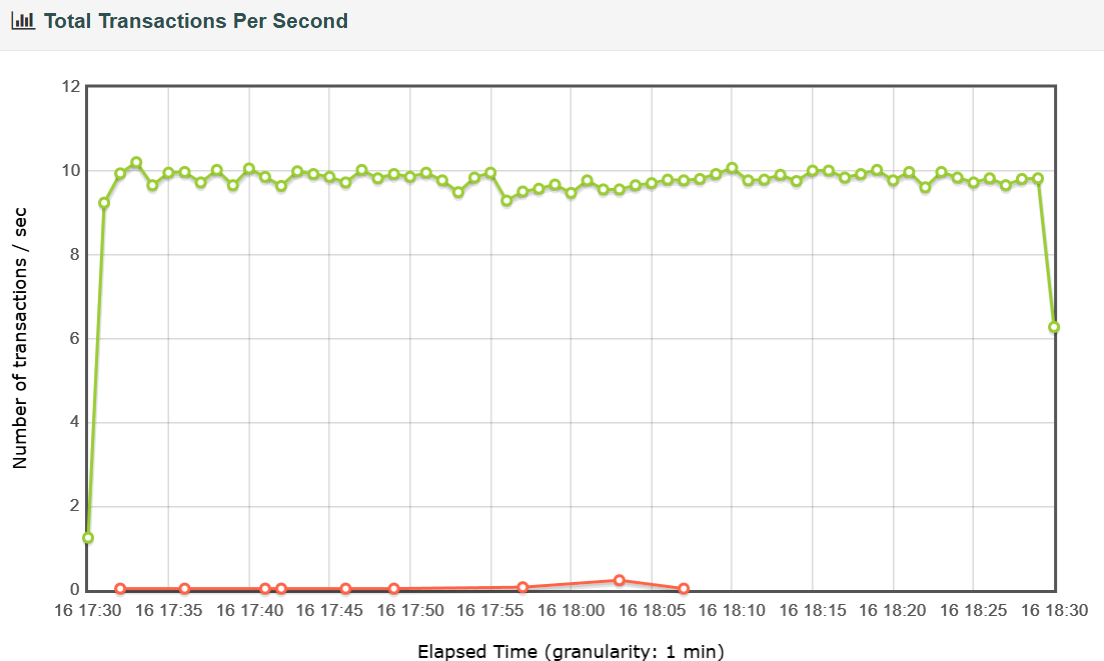 Total Transactions Per Second
12
10
8
6
4
2
0
Number of transactions / sec
16 17:30 16 17:35 16 17:40 16 17:45 16 17:50 16 17:55 16 18:00 16 18:05 16 18:10 16 18:15 16 18:20 16 18:25 16 18:30
Elapsed Time (granularity: 1 min)